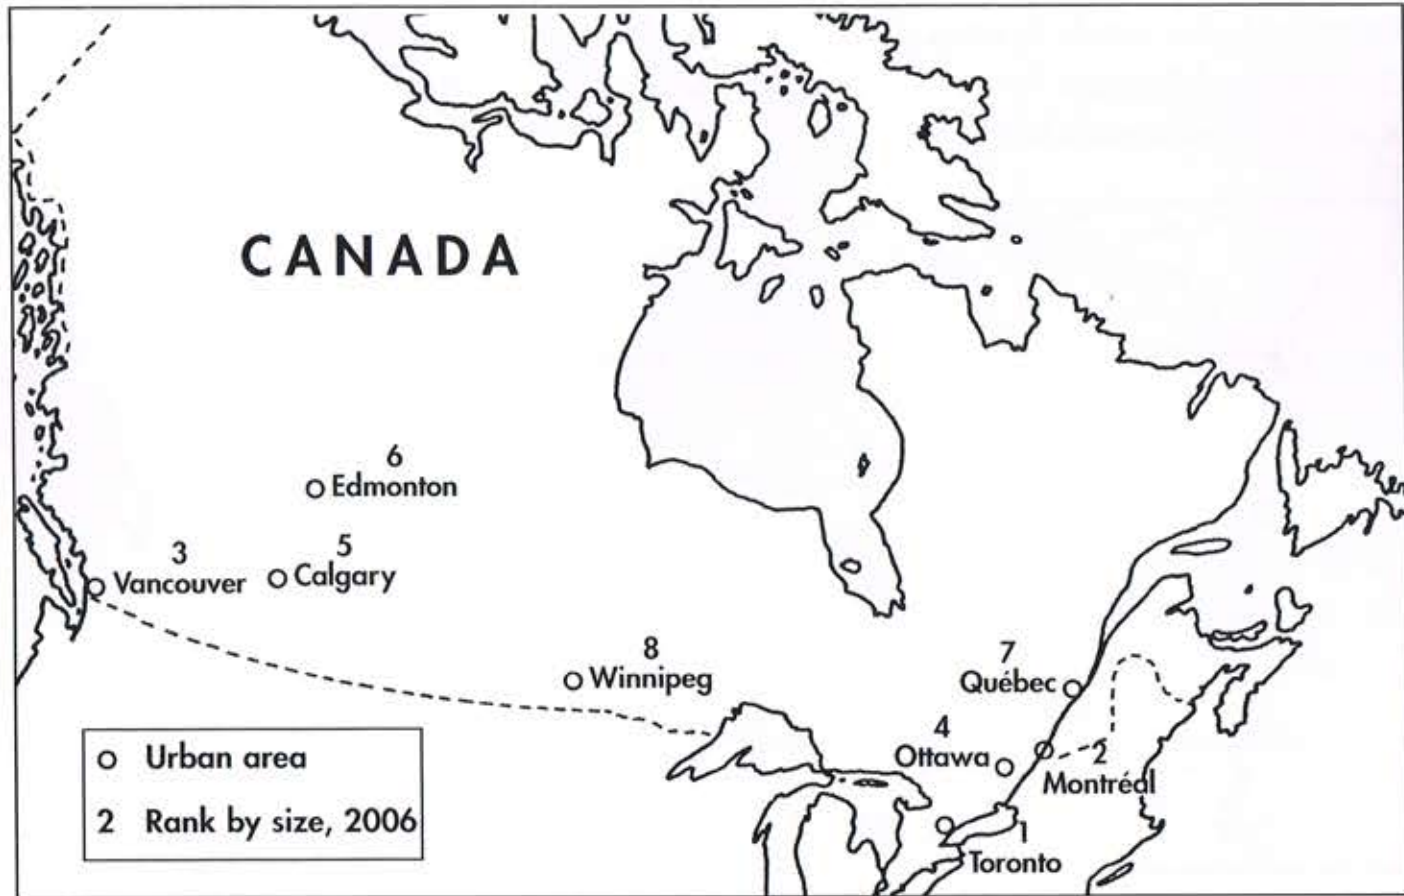 CANADA
6
Edmonton
3
Vancouver
5
Calgary
8
Winnipeg
7
Québec
4
Ottawa
2
Montréal
1
Toronto
Urban area
2 Rank by size, 2006